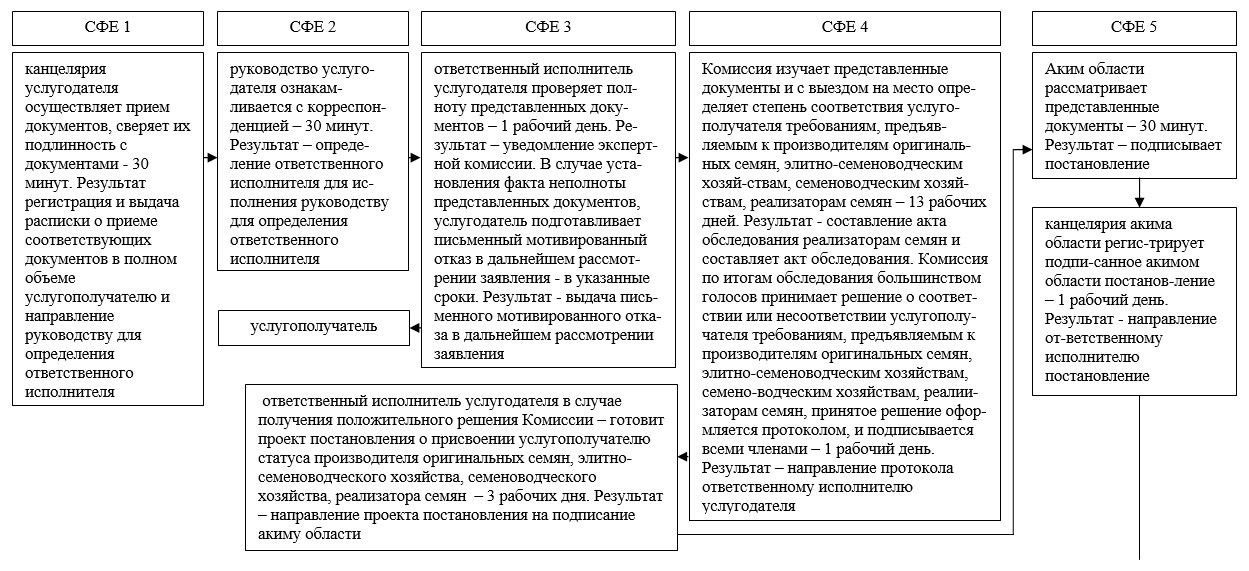 СФЕ 1
СФЕ 2
СФЕ 3
СФЕ 4
СФЕ 5
канцелярия
услугодателя
осуществляет прием
документов, сверяет их
подлинность с
документами - 30
минут. Результат
регистрация и выдача
расписки о приеме
соответствующих
документов в полном
объеме
услугополучателю и
направление
руководству для
определения
ответственного
исполнителя
руководство услуго-
дателя ознакам-
ливается с корреспон-
денцией – 30 минут.
Результат – опреде-
ление ответственного
исполнителя для ис-
полнения руководству
для определения
ответственного
исполнителя
услугополучатель
ответственный исполнитель
услугодателя проверяет пол-
ноту представленных доку-
ментов – 1 рабочий день. Ре-
зультат – уведомление эксперт-
ной комиссии. В случае уста-
новления факта неполноты
представленных документов,
услугодатель подготавливает
письменный мотивированный
отказ в дальнейшем рассмот-
рении заявления - в указанные
сроки. Результат - выдача пись-
менного мотивированного отка-
за в дальнейшем рассмотрении
заявления
Комиссия изучает представленные
документы и с выездом на место опре-
деляет степень соответствия услуго-
получателя требованиям, предъяв-
ляемым к производителям оригиналь-
ных семян, элитно-семеноводческим
хозяй-ствам, семеноводческим хозяй-
ствам, реализаторам семян – 13 рабочих
дней. Результат - составление акта
обследования реализаторам семян и
составляет акт обследования. Комиссия
по итогам обследования большинством
голосов принимает решение о соответ-
ствии или несоответствии услугополу-
чателя требованиям, предъявляемым к
производителям оригинальных семян,
элитно-семеноводческим хозяйствам,
семено-водческим хозяйствам, реали-
заторам семян, принятое решение офор-
мляется протоколом, и подписывается
всеми членами – 1 рабочий день.
Результат – направление протокола
ответственному исполнителю
услугодателя
ответственный исполнитель услугодателя в случае
получения положительного решения Комиссии – готовит
проект постановления о присвоении услугополучателю
статуса производителя оригинальных семян, элитно-
семеноводческого хозяйства, семеноводческого
хозяйства, реализатора семян – 3 рабочих дня. Результат
– направление проекта постановления на подписание
акиму области
Аким области
рассматривает
представленные
документы – 30 минут.
Результат – подписывает
постановление
канцелярия акима
области регис-трирует
подпи-санное акимом
области постанов-ление
– 1 рабочий день.
Результат - направление
от-ветственному
исполнителю
постановление